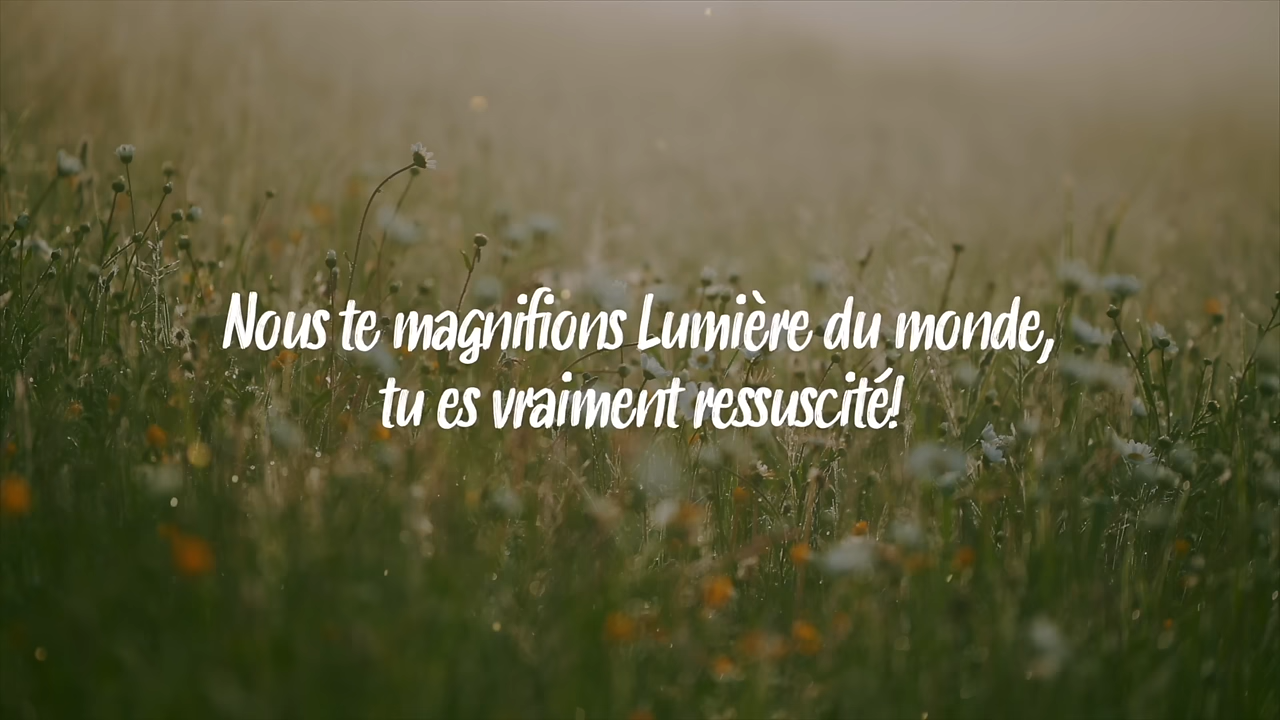 Nous te magnifions Lumière du monde,
tu es vraiment ressuscité!